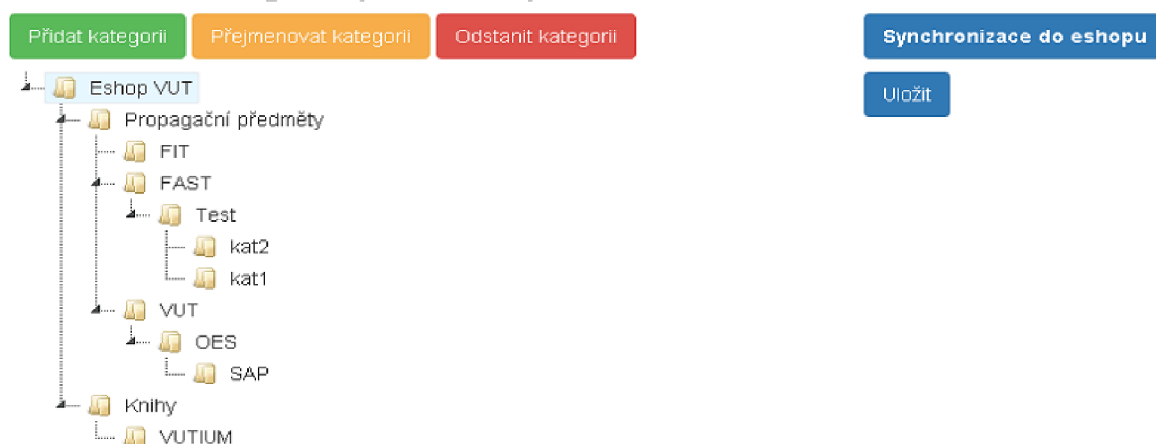 Přidat kategorii Přejmenovat kategorii Odstanit kategorii Synchronizace do eshopu
Eshop VUT Uložit
Propagační předměty
FIT
FAST
Test
kat2
kat1
VUT
OES
SAP
Knihy
VUTIUM